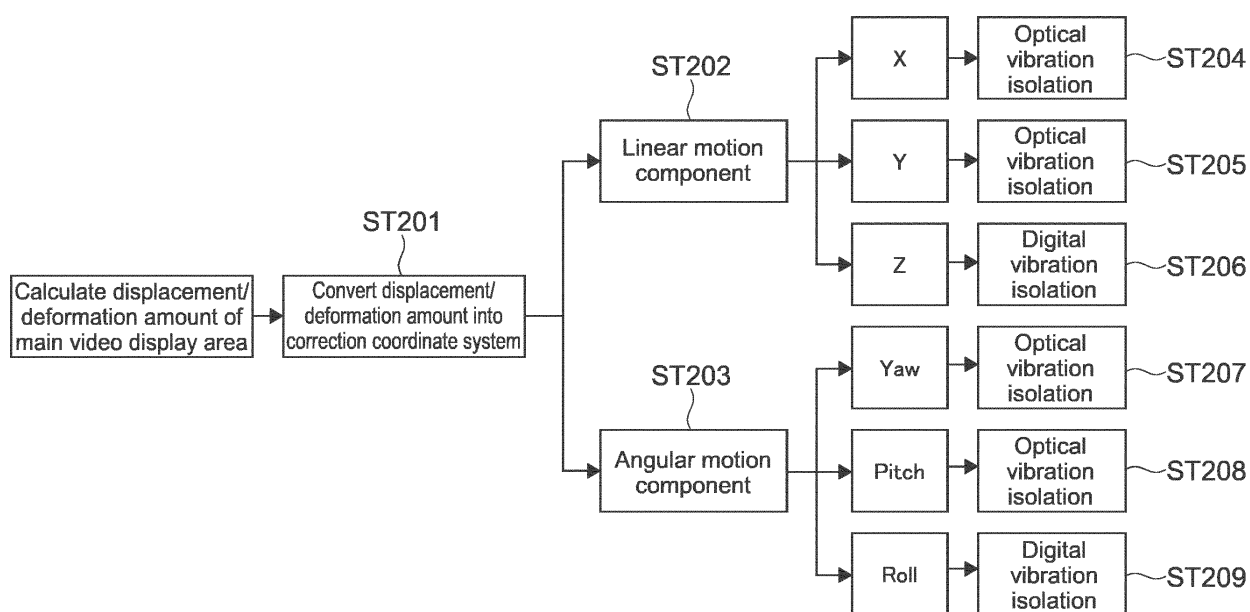 Calculate displacement/
deformation amount of
main video display area
ST201
Convert displacement/
deformation amount into
correction coordinate system
ST202
Linear motion
component
X
Optical
vibration
isolation
ST204
Y
Optical
vibration
isolation
ST205
Z
Digital
vibration
isolation
ST206
ST203
Angular motion
component
Yaw
Optical
vibration
isolation
ST207
Pitch
Optical
vibration
isolation
ST208
Roll
Digital
vibration
isolation
ST209